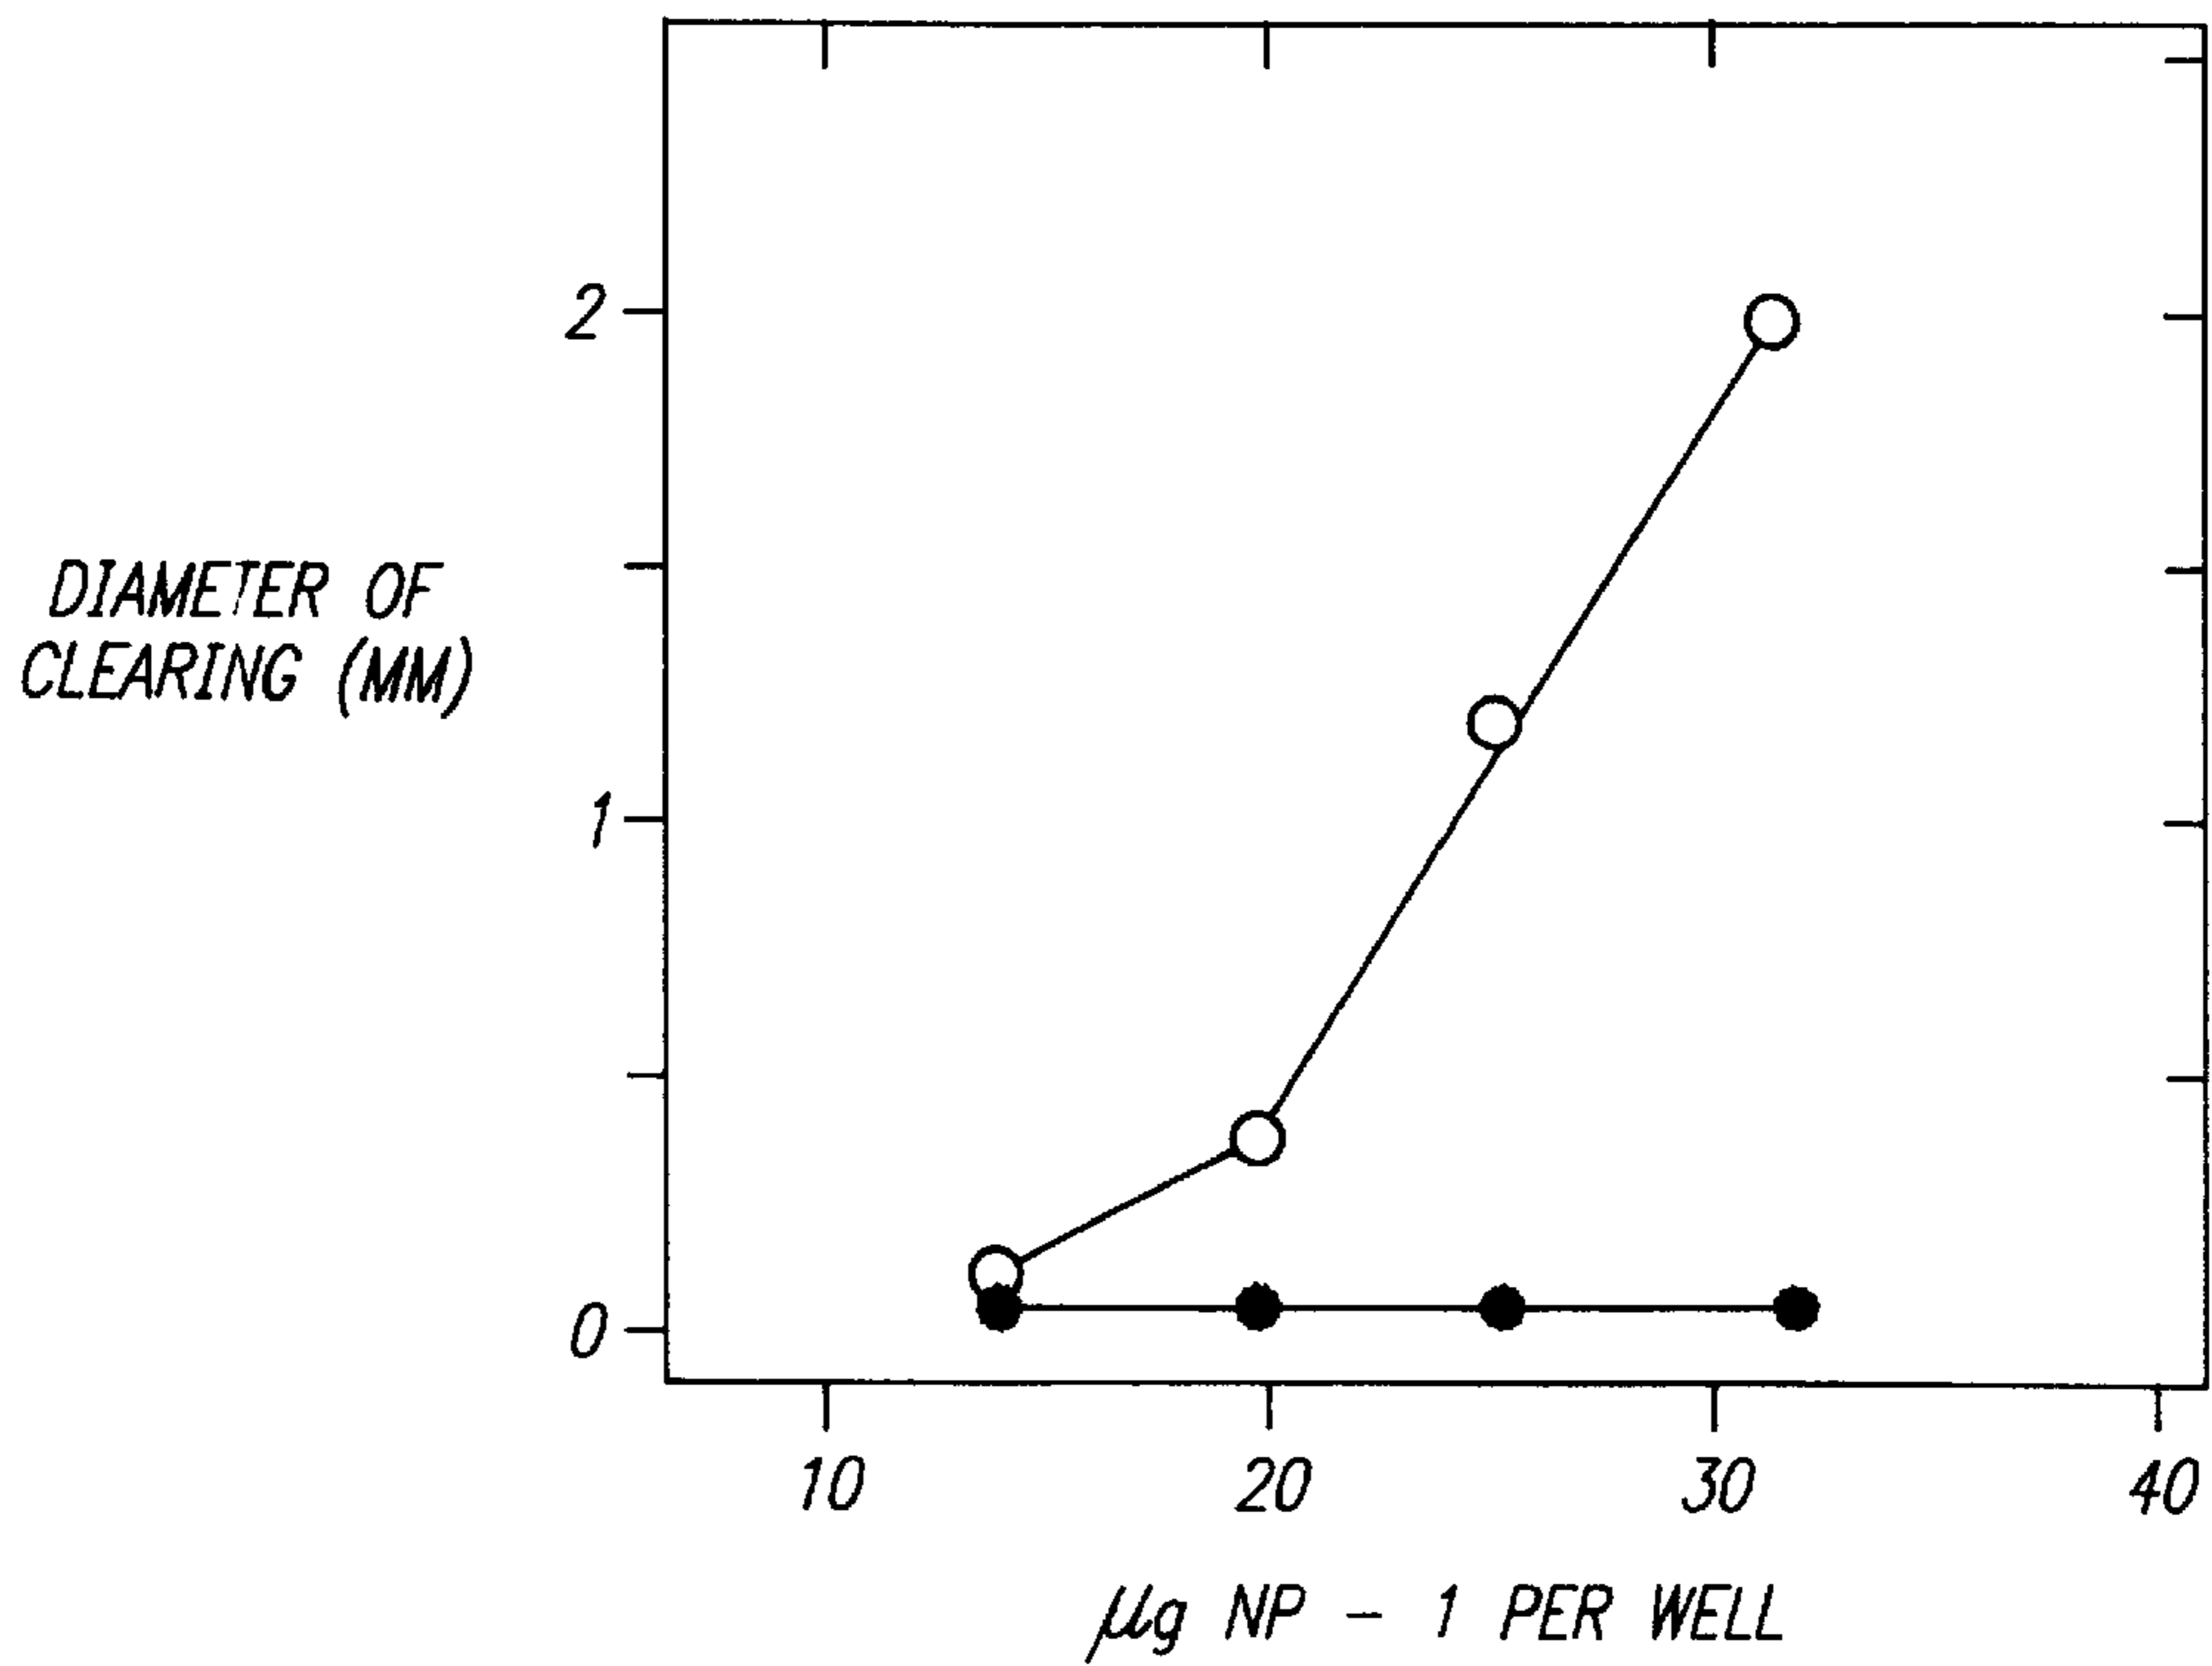 2
DIAMETER OF
CLEARING (MM)
1
0
10 20 30 40
µg NP - 1 PER WELL